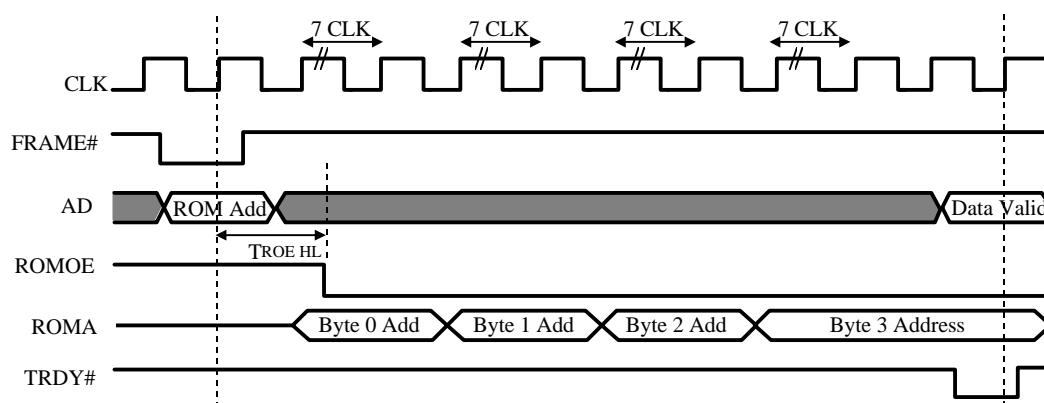 7 CLK 7 CLK 7 CLK 7 CLK
CLK
FRAME#
AD ROM Add Data Valid
TROE HL
ROMOE
ROMA Byte 0 Add Byte 1 Add Byte 2 Add Byte 3 Address
TRDY#